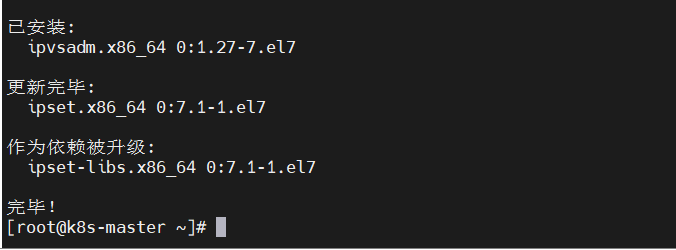 已安装:
ipvsadm.x86_64 0:1.27-7.el7
更新完毕:
ipset.x86_64 0:7.1-1.el7
作为依赖被升级:
ipset-libs.x86_64 0:7.1-1.el7
完毕!
[root@k8s-master ~]#